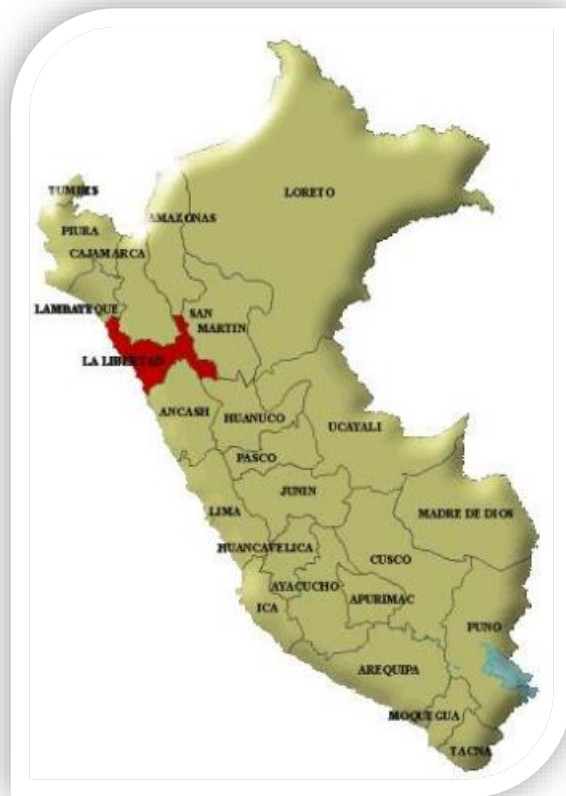 LORETO
TUMBES
AMAZONAS
PIURA
CAJAMARCA
LAMBAYEQUE
SAN
MARTIN
LA LIBERTAD
ANCASH
HUANUCO
UCAYALI
PASCO
JUNIN
LIMA
MADRE DE DIOS
HUANCAVELICA
CUSCO
AYACUCHO
APURIMAC
ICA
PUNO
AREQUIPA
MOQUEGUA
TACNA